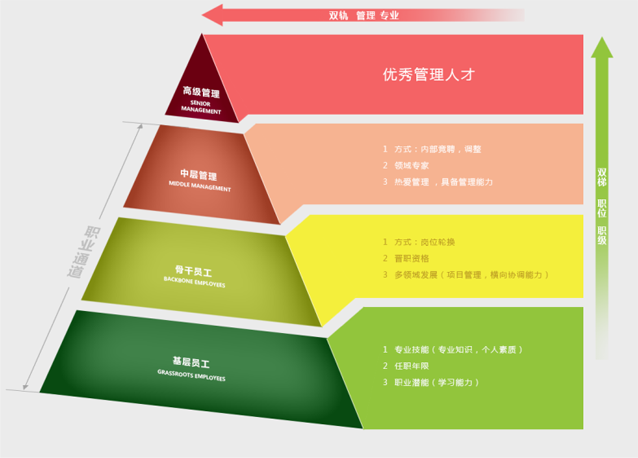 双轨 管理 专业
高级管理
SENIOR
MANAGEMENT
优秀管理人才
中层管理
MIDDLE MANAGEMENT
1 方式：内部竞聘，调整
2 领域专家
3 热爱管理，具备管理能力
骨干员工
BACKBONE EMPLOYEES
1 方式：岗位轮换
2 晋职资格
3 多领域发展（项目管理，横向协调能力）
基层员工
GRASSROOTS EMPLOYEES
1 专业技能（专业知识，个人素质）
2 任职年限
3 职业潜能（学习能力）
职业通道
双梯 职位 职级